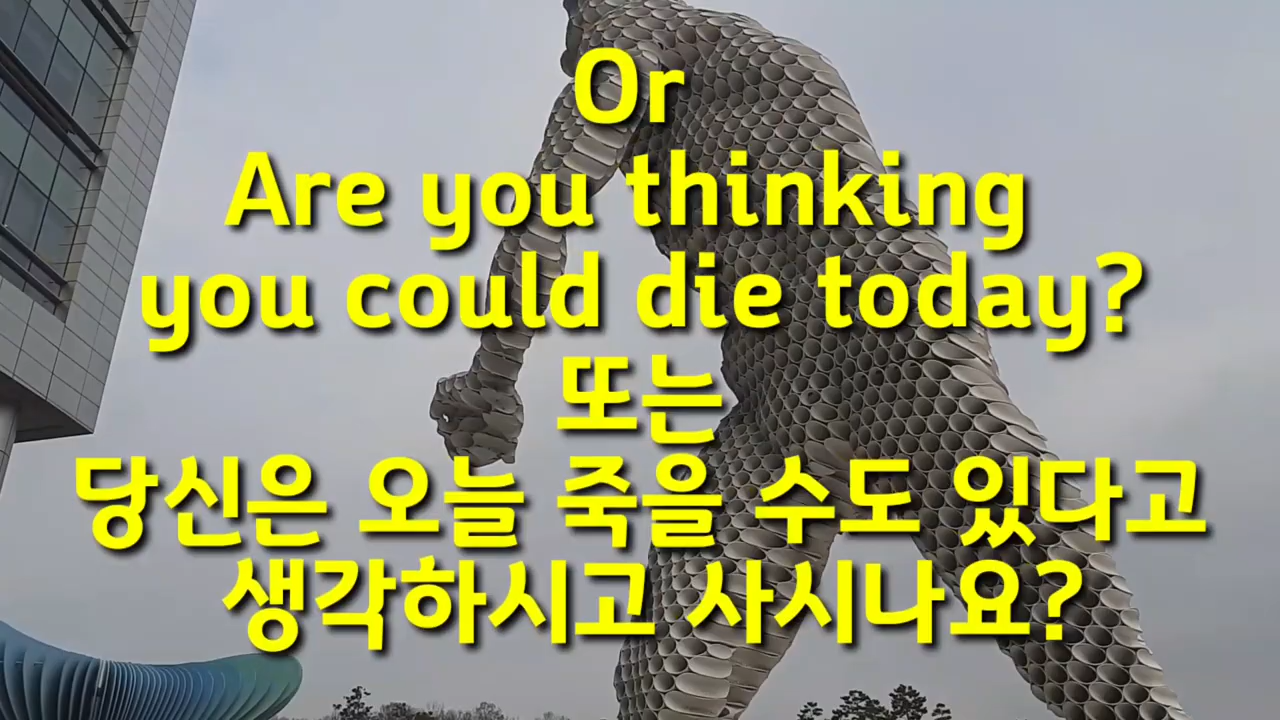 Or
Are you thinking
you could die today?
또는
당신은 오늘 죽을 수도 있다고
생각하시고 사시나요?